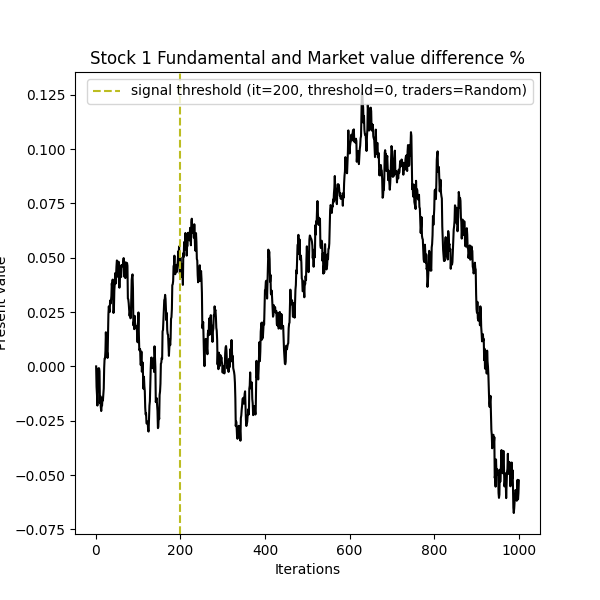 Stock 1 Fundamental and Market value difference %
signal threshold (it=200, threshold=0, traders=Random)
0.125
0.100
0.075
0.050
0.025
0.000
−0.025
−0.050
−0.075
Present value
0 200 400 600 800 1000
Iterations